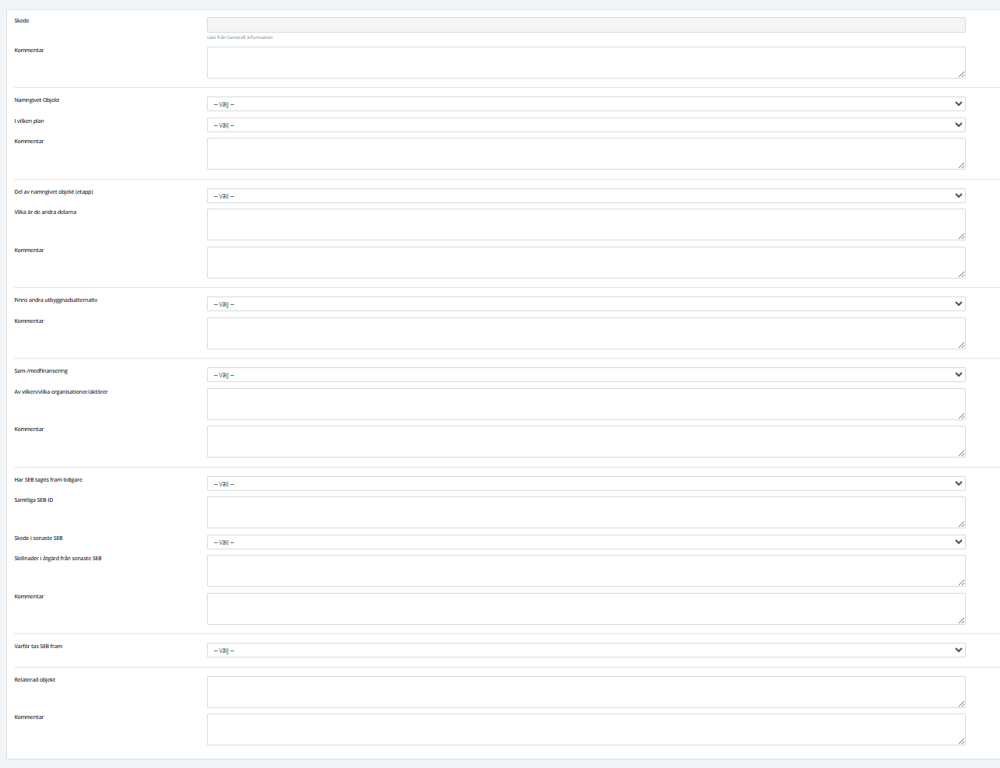 Skede
Läst från Generell Information
Kommentar
Namngivet Objekt
-- Välj --
I vilken plan
-- Välj --
Kommentar
Del av namngivet objekt (etapp)
-- Välj --
Vilka är de andra delarna
Kommentar
Finns andra utbyggnadsalternativ
-- Välj --
Kommentar
Sam-/medfinansering
-- Välj --
Av vilken/vilka organisationer/aktörer
Kommentar
Har SEB tagits fram tidigare
-- Välj --
Samtliga SEB-ID
Skede i senaste SEB
-- Välj --
Skillnader i åtgärd från senaste SEB
Kommentar
Varför tas SEB fram
-- Välj --
Relaterad objekt
Kommentar